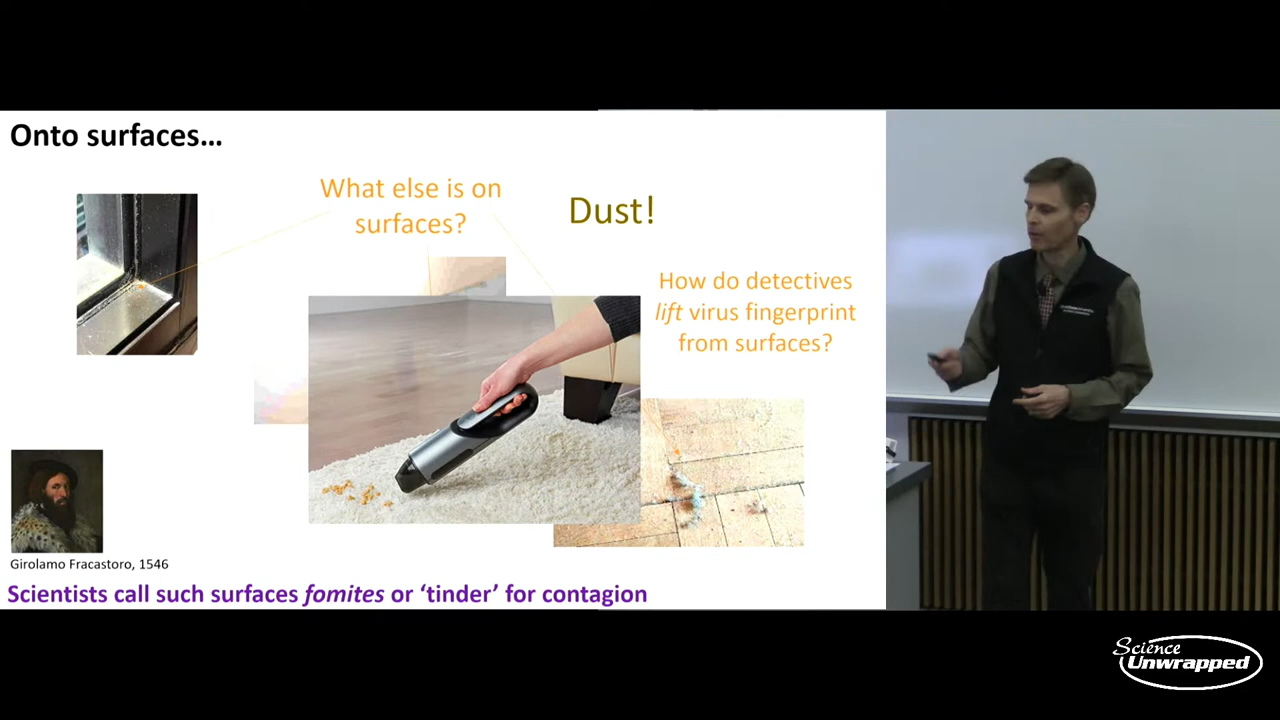 Onto surfaces…
What else is on
surfaces?
Dust!
How do detectives
lift virus fingerprint
from surfaces?
Girolamo Fracastoro, 1546
Scientists call such surfaces fomites or ‘tinder’ for contagion
Science
Unwrapped